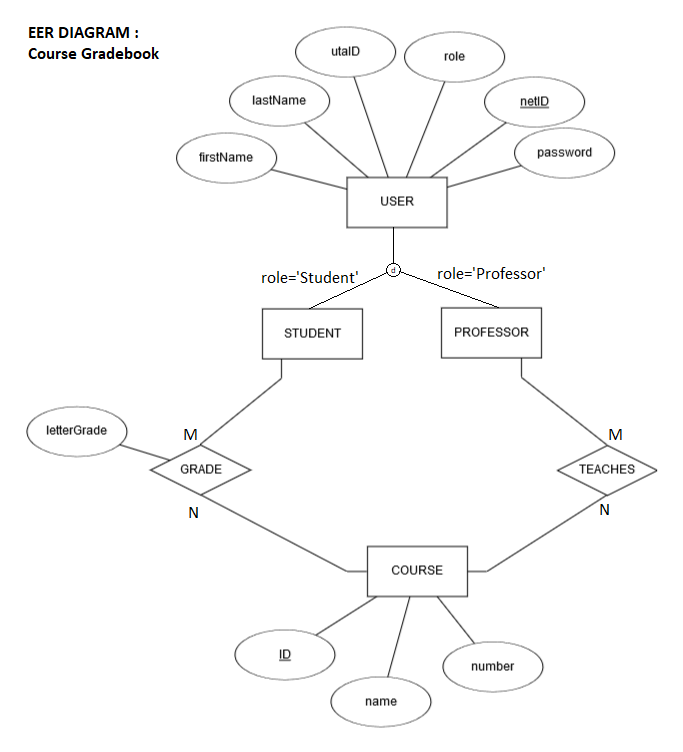 EER DIAGRAM :
Course Gradebook
utaID
role
lastName
netID
firstName
password
USER
d
role='Student'
role='Professor'
STUDENT
PROFESSOR
letterGrade
M
M
GRADE
TEACHES
N
N
COURSE
ID
number
name